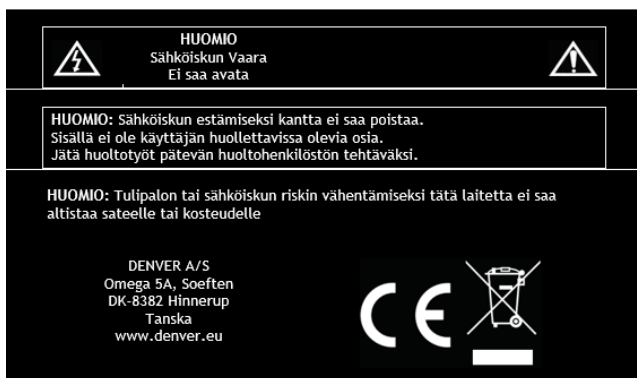 HUOMIO
Sähköiskun Vaara
Ei saa avata
HUOMIO: Sähköiskun estämiseksi kantta ei saa poistaa.
Sisällä ei ole käyttäjän huollettavissa olevia osia.
Jätä huoltotyöt pätevän huoltohenkilöstön tehtäväksi.
HUOMIO: Tulipalon tai sähköiskun riskin vähentämiseksi tätä laitetta ei saa
altistaa sateelle tai kosteudelle
DENVER A/S
Omega 5A, Soeften
DK-8382 Hinnerup
Tanska
www.denver.eu
CE